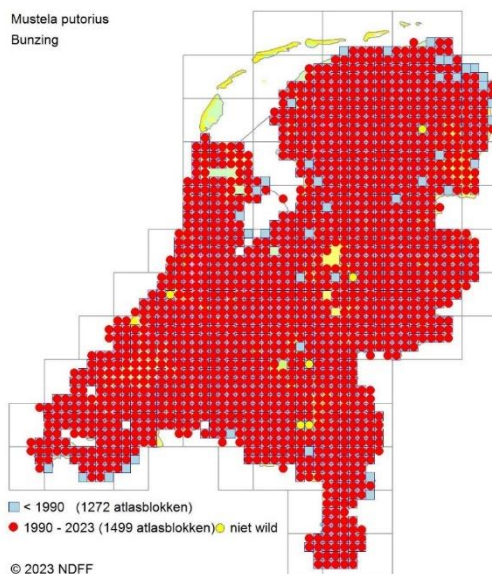 Mustela putorius
Bunzing
< 1990 (1272 atlasblokken)
1990 - 2023 (1499 atlasblokken) niet wild
© 2023 NDFF